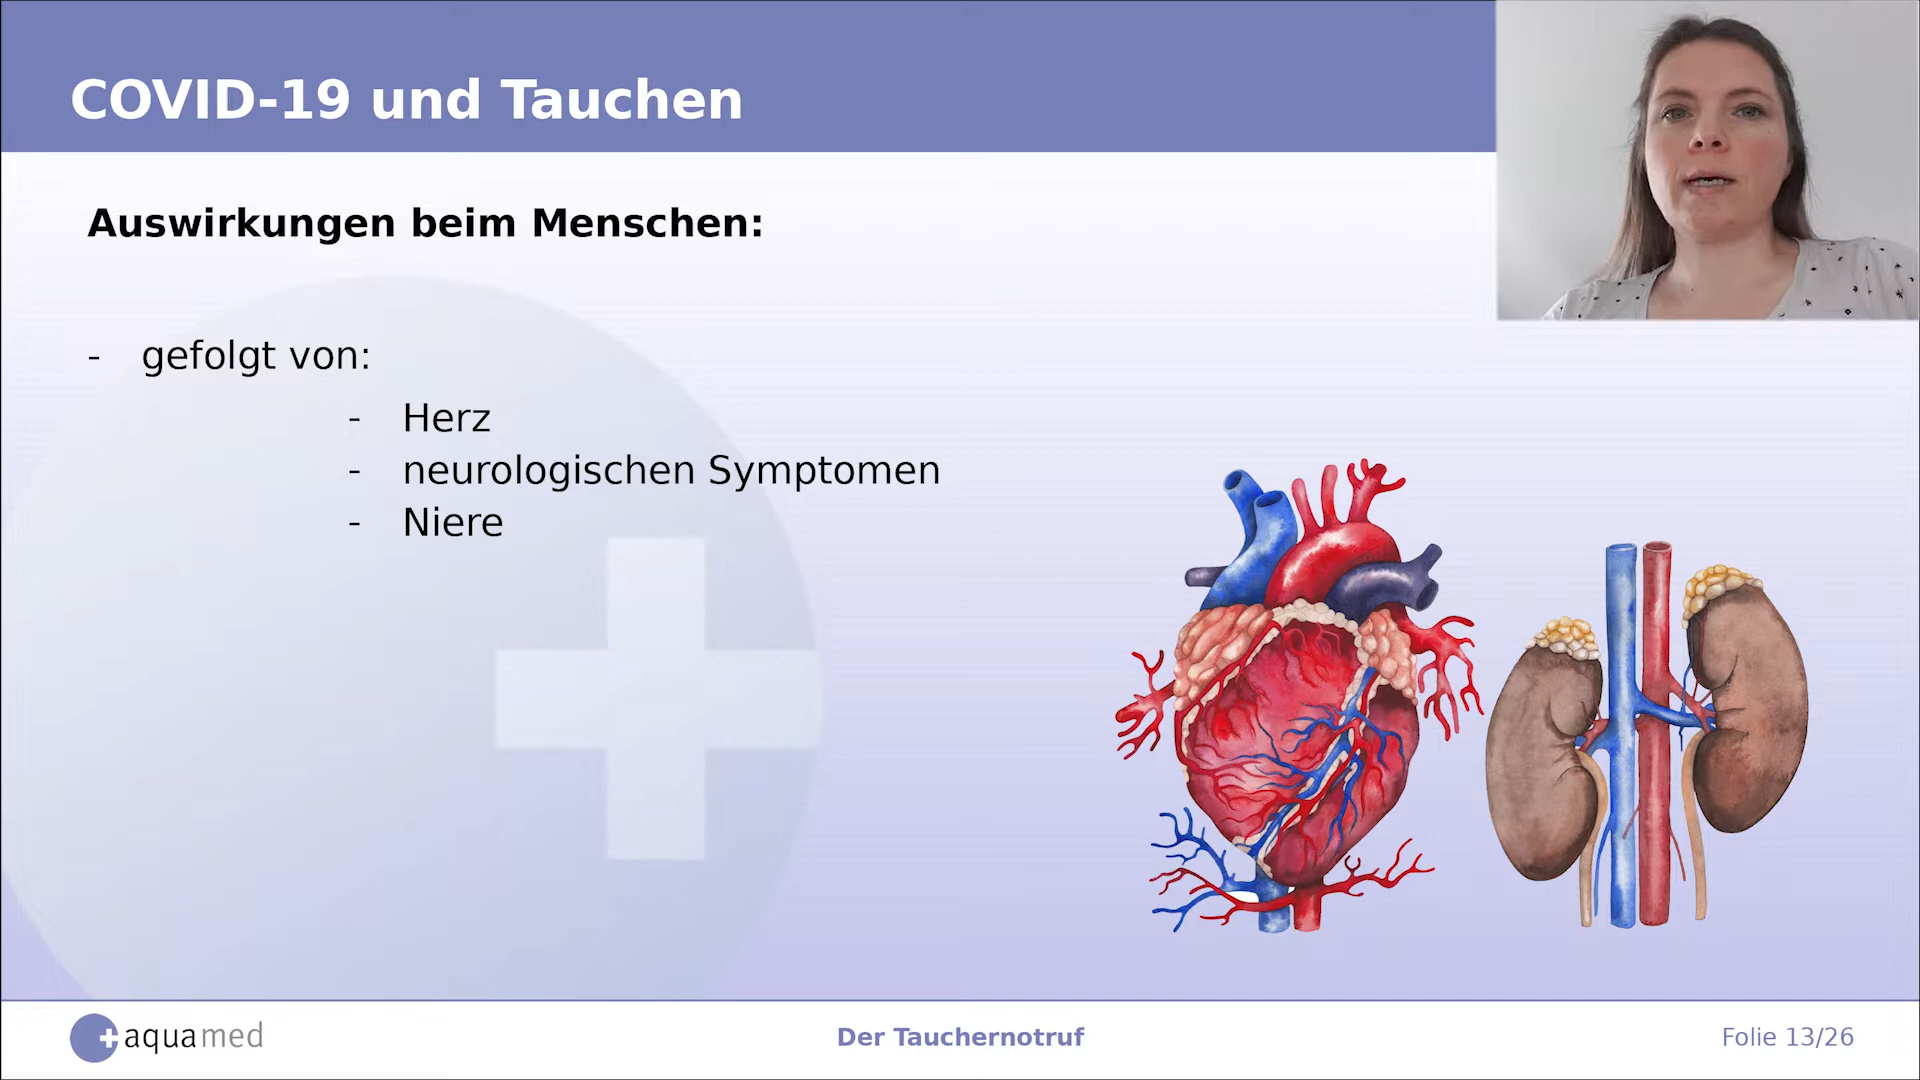 COVID-19 und Tauchen
Auswirkungen beim Menschen:
- gefolgt von:
- Herz
- neurologischen Symptomen
- Niere
aquamed
Der Tauchernotruf
Folie 13/26